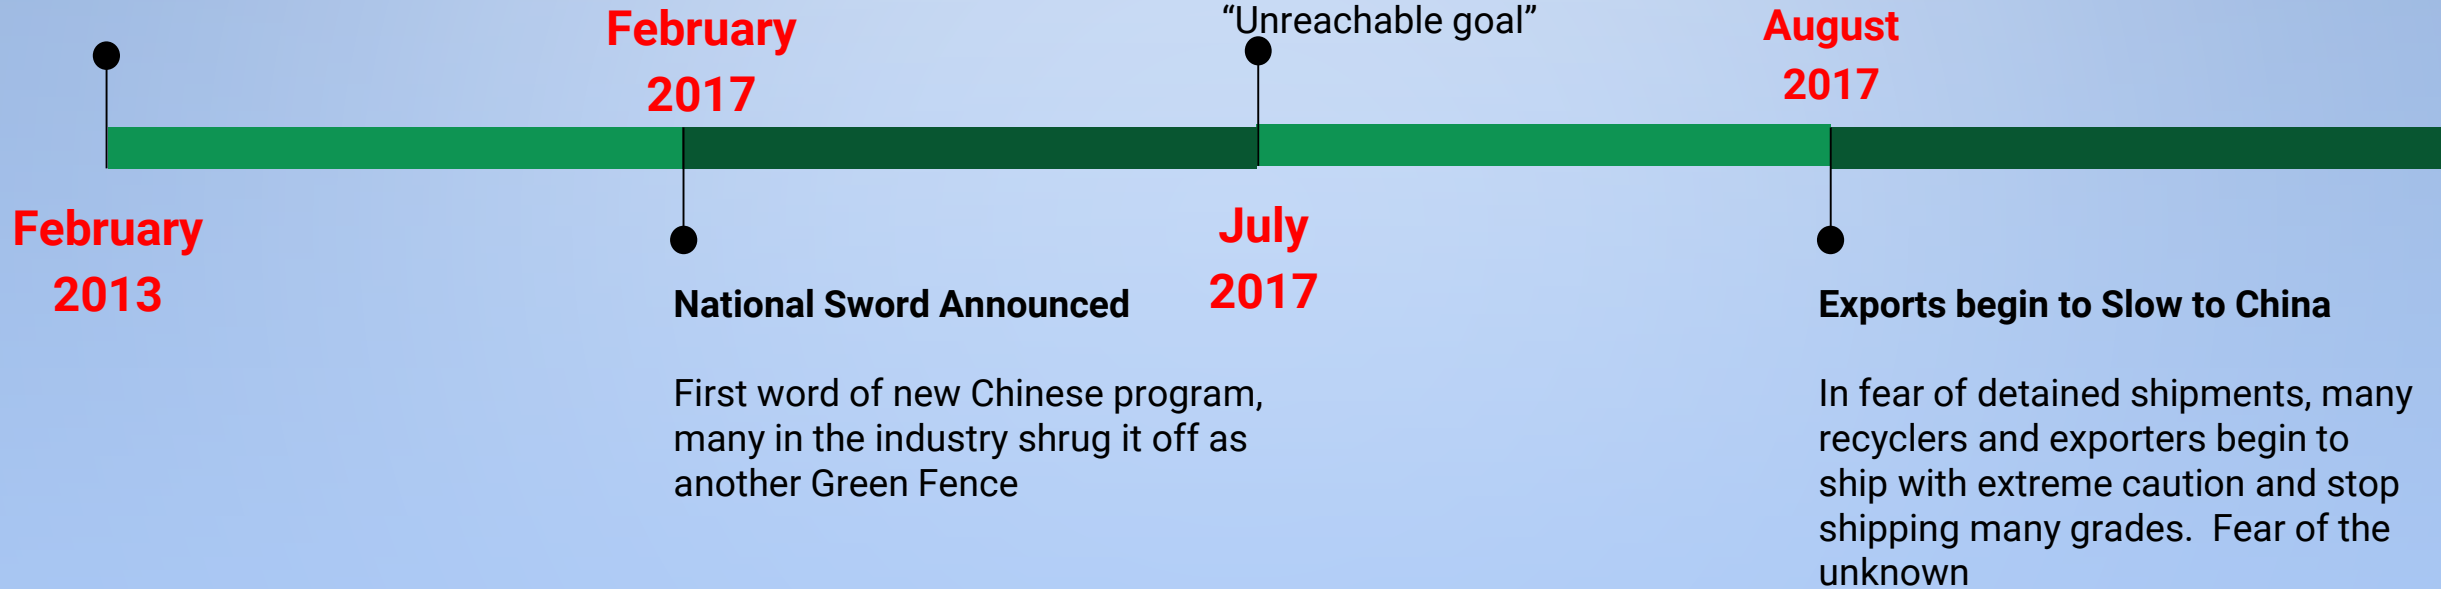 February
2013
February
2017
National Sword Announced
First word of new Chinese program,
many in the industry shrug it off as
another Green Fence
“Unreachable goal”
July
2017
August
2017
Exports begin to Slow to China
In fear of detained shipments, many
recyclers and exporters begin to
ship with extreme caution and stop
shipping many grades.  Fear of the
unknown